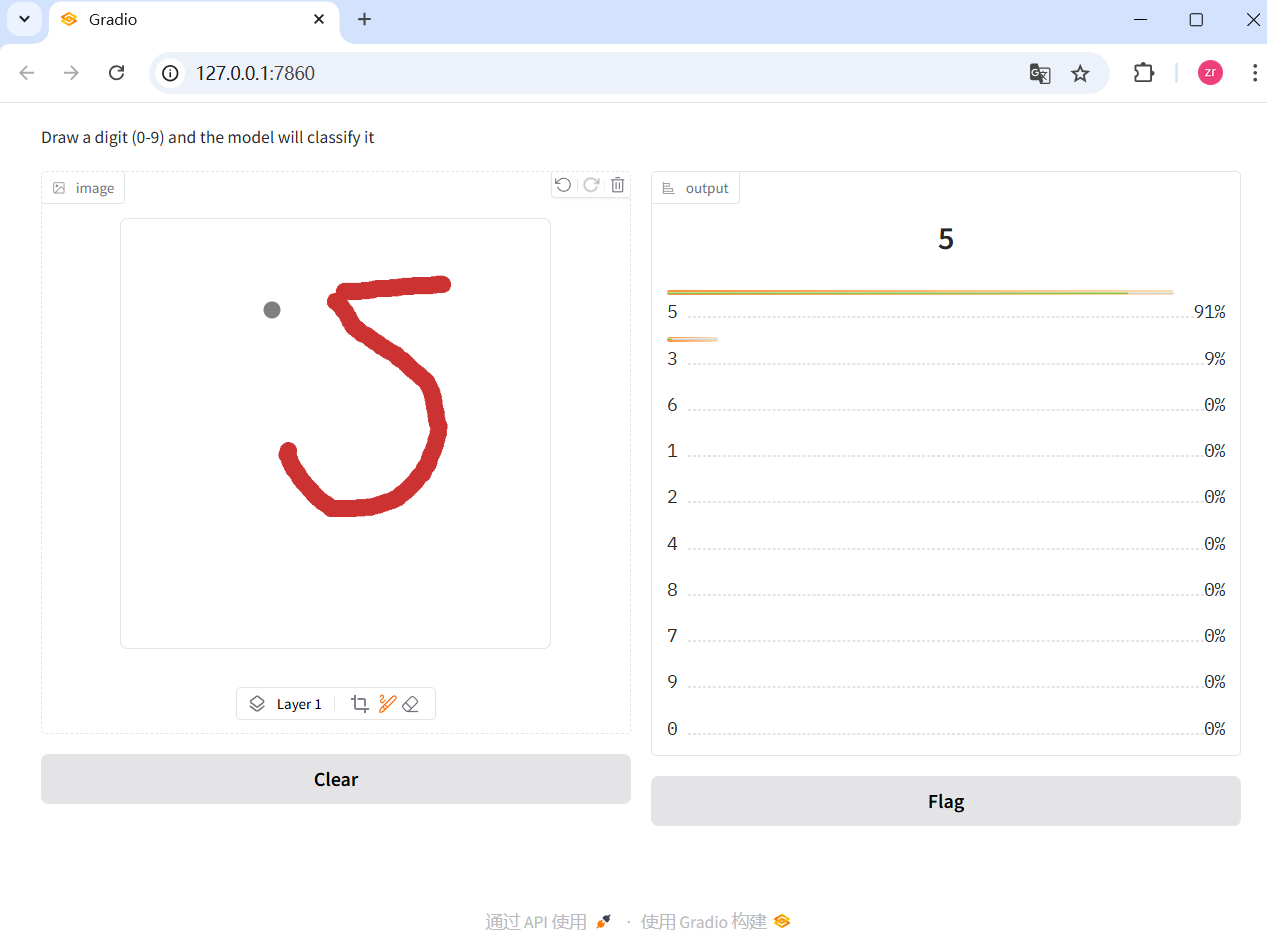 Gradio
127.0.0.1:7860
zr
Draw a digit (0-9) and the model will classify it
image
5
Layer 1
Clear
output
5
5 91%
3 9%
6 0%
1 0%
2 0%
4 0%
8 0%
7 0%
9 0%
0 0%
Flag
通过 API 使用 · 使用 Gradio 构建